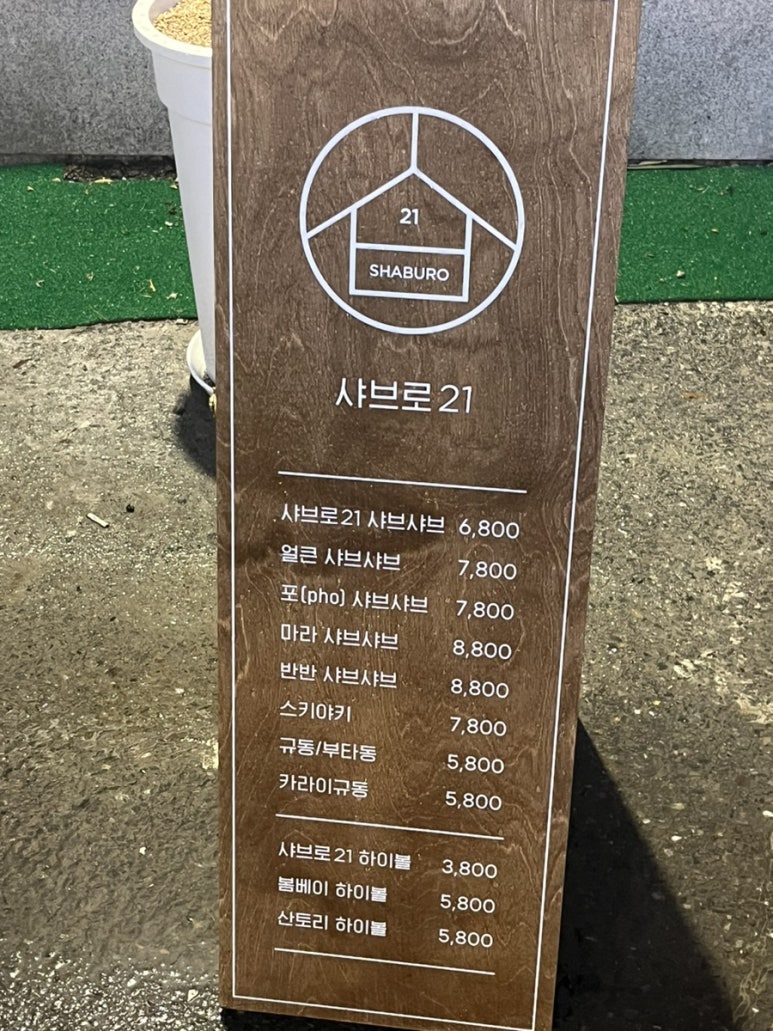 21
SHABURO
샤브로 21
샤브로21 샤브샤브 6,800
얼큰 샤브샤브 7,800
포(pho) 샤브샤브 7,800
마라 샤브샤브 8,800
반반 샤브샤브 8,800
스키야키 7,800
규동/부타동 5,800
카라이규동 5,800
샤브로21 하이볼 3,800
봄베이 하이볼 5,800
산토리 하이볼 5,800